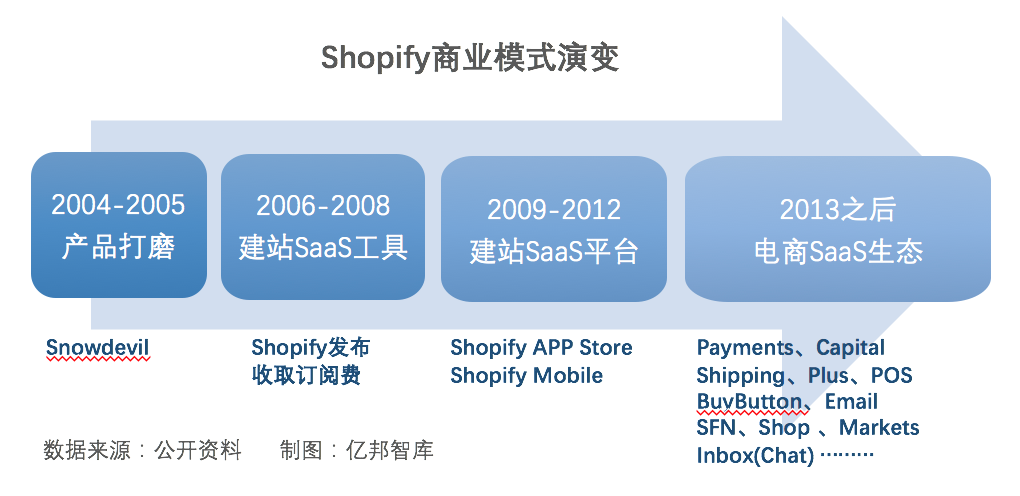 Shopify商业模式演变
2004-2005
产品打磨
2006-2008
建站SaaS工具
2009-2012
建站SaaS平台
2013之后
电商SaaS生态
Snowdevil
Shopify发布
收取订阅费
Shopify APP Store
Shopify Mobile
Payments、Capital
Shipping、Plus、POS
BuvButton、Email
SFN、Shop 、Markets
Inbox(Chat) ………
数据来源：公开资料 制图：亿邦智库